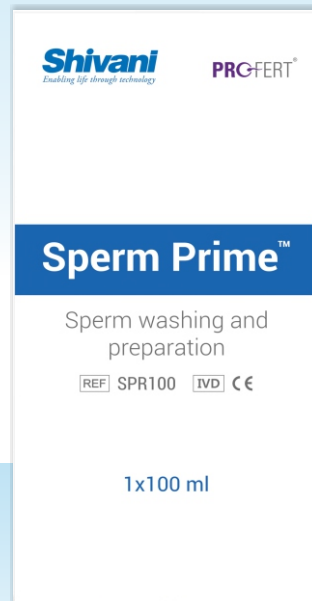 Shivani
Enabling life through technology
PROFERT®
Sperm Prime™
Sperm washing and
preparation
REF SPR100 IVD CE
1x100 ml